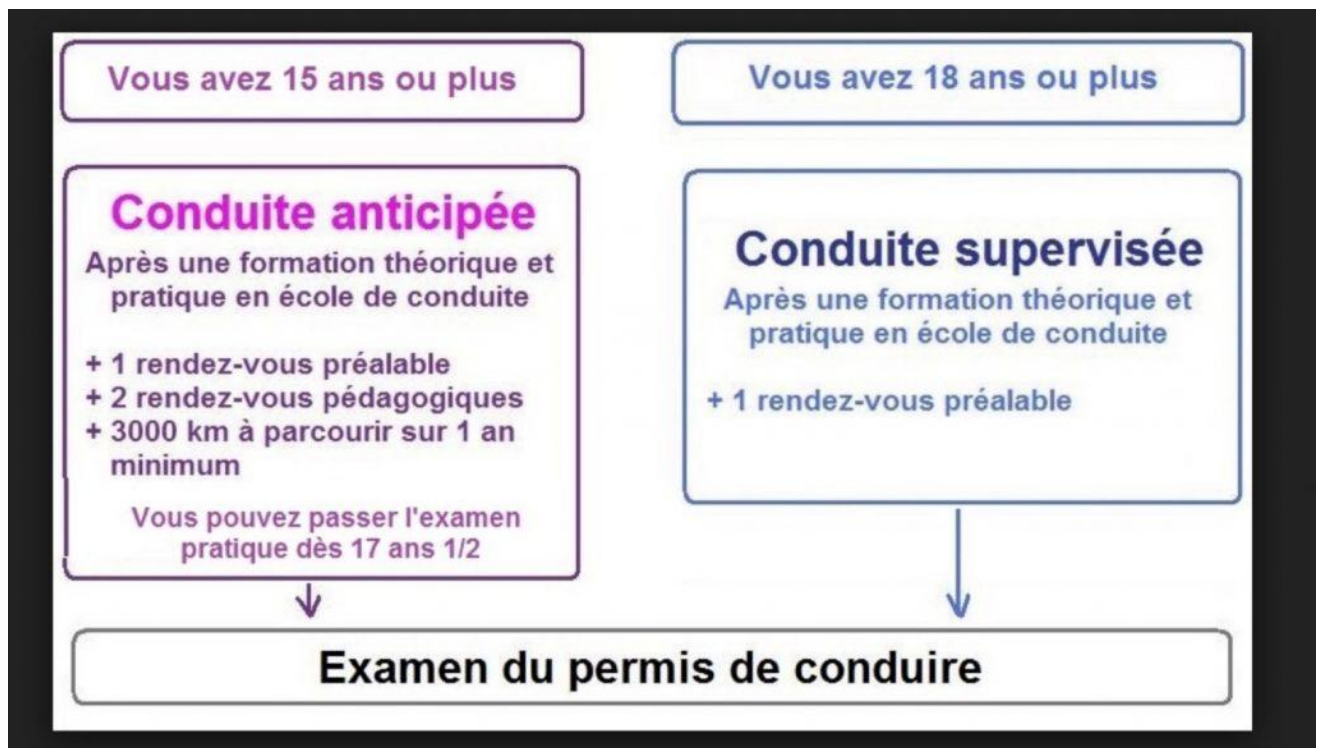 Vous avez 15 ans ou plus
Conduite anticipée
Après une formation théorique et
pratique en école de conduite
+ 1 rendez-vous préalable
+ 2 rendez-vous pédagogiques
+ 3000 km à parcourir sur 1 an
minimum
Vous pouvez passer l'examen
pratique dès 17 ans 1/2
Vous avez 18 ans ou plus
Conduite supervisée
Après une formation théorique et
pratique en école de conduite
+ 1 rendez-vous préalable
Examen du permis de conduire